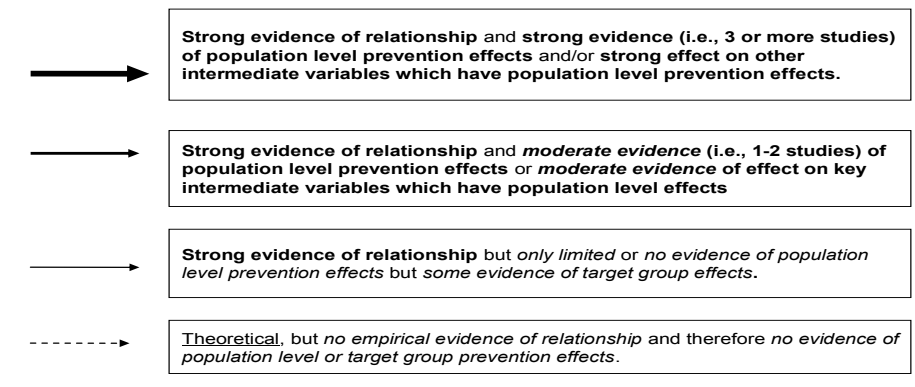 Strong evidence of relationship and strong evidence (i.e., 3 or more studies)
of population level prevention effects and/or strong effect on other
intermediate variables which have population level prevention effects.
Strong evidence of relationship and moderate evidence (i.e., 1-2 studies) of
population level prevention effects or moderate evidence of effect on key
intermediate variables which have population level effects
Strong evidence of relationship but only limited or no evidence of population
level prevention effects but some evidence of target group effects.
Theoretical, but no empirical evidence of relationship and therefore no evidence of
population level or target group prevention effects.